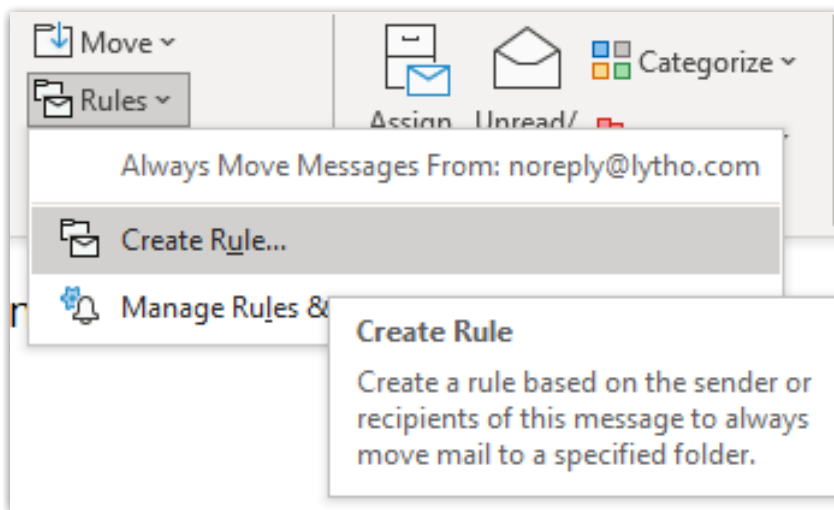 Move
Rules
Categorize
Assign Unread/
Always Move Messages From: noreply@lytho.com
Create Rule...
Manage Rules &
Create Rule
Create a rule based on the sender or
recipients of this message to always
move mail to a specified folder.